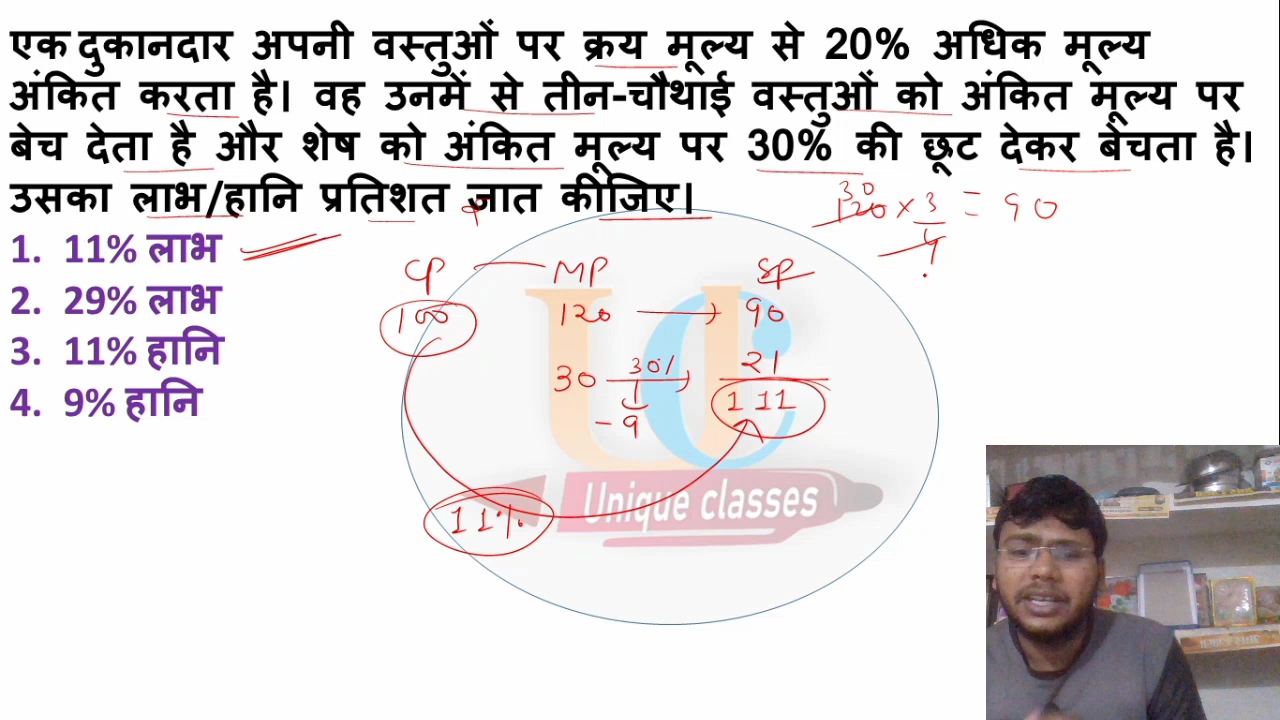 एक दुकानदार अपनी वस्तुओं पर क्रय मूल्य से 20% अधिक मूल्य
अंकित करता है। वह उनमें से तीन-चौथाई वस्तुओं को अंकित मूल्य पर
बेच देता है और शेष को अंकित मूल्य पर 30% की छूट देकर बेचता है।
उसका लाभ/हानि प्रतिशत ज्ञात कीजिए।
30
120 × 3/4 = 90
1. 11% लाभ
2. 29% लाभ
3. 11% हानि
4. 9% हानि
CP MP SP
100 120 90
30 30% 21
- 9 111
11%
UC
Unique classes